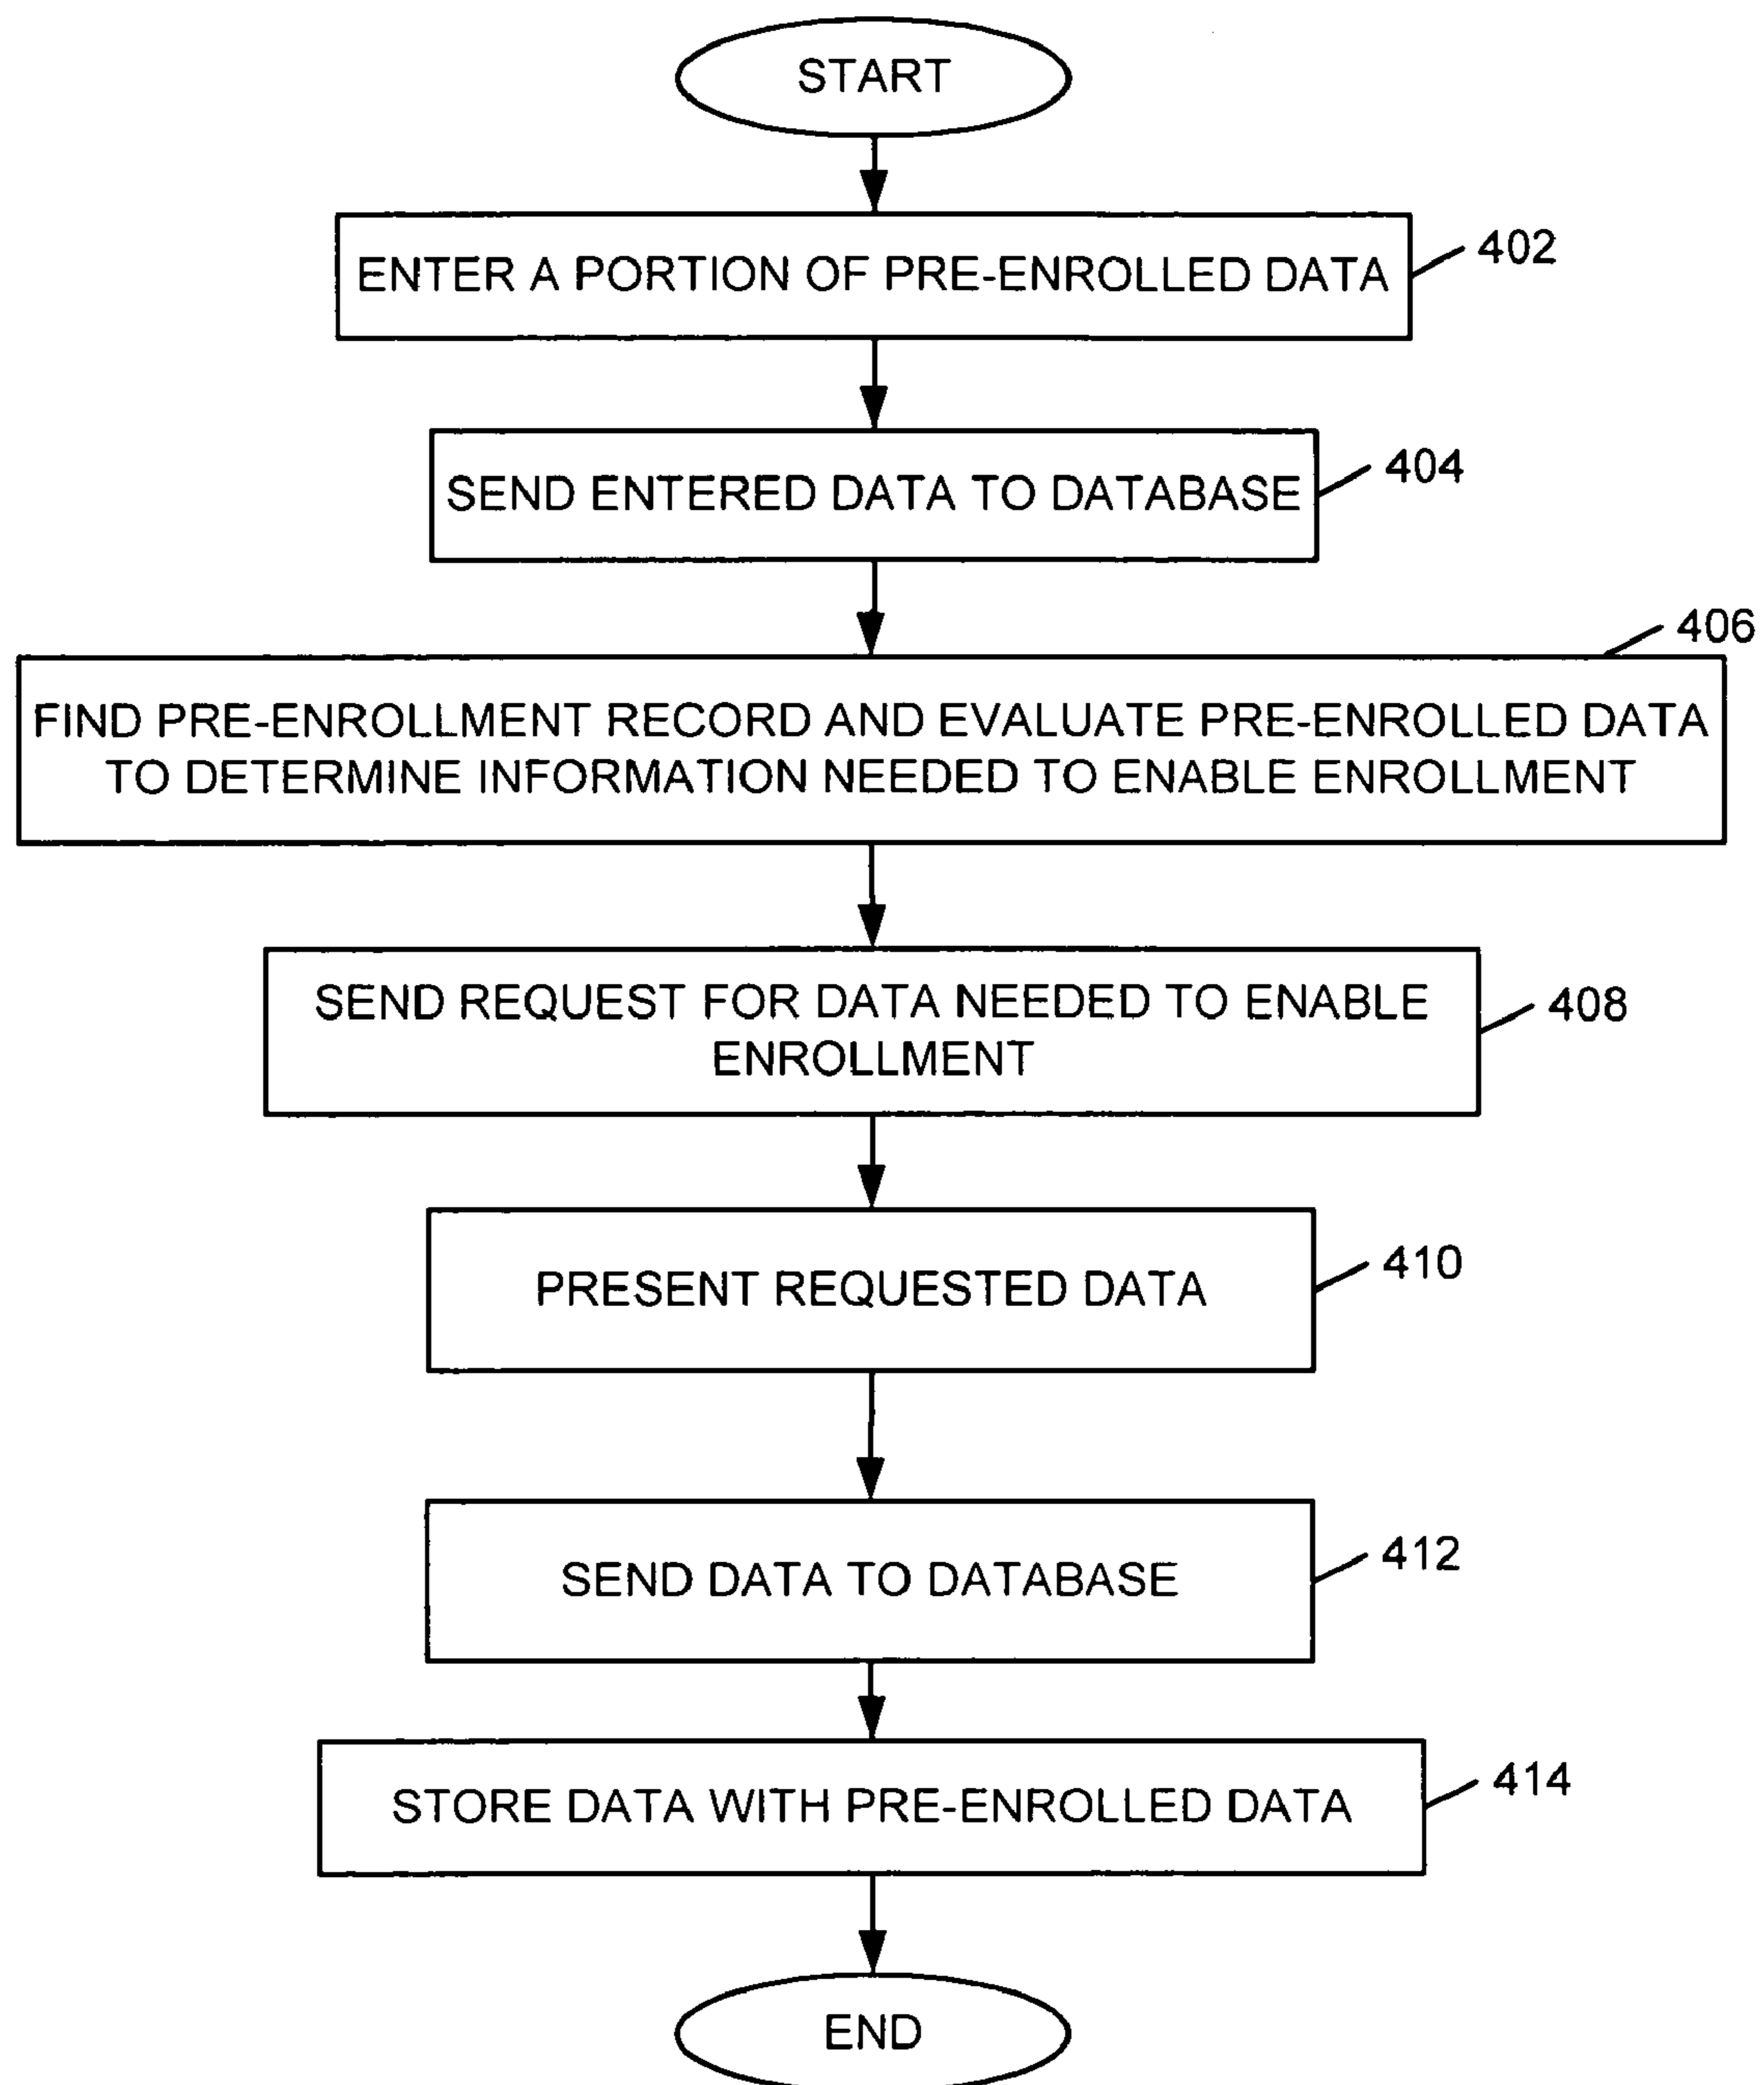 START
ENTER A PORTION OF PRE-ENROLLED DATA
402
SEND ENTERED DATA TO DATABASE
404
406
FIND PRE-ENROLLMENT RECORD AND EVALUATE PRE-ENROLLED DATA
TO DETERMINE INFORMATION NEEDED TO ENABLE ENROLLMENT
SEND REQUEST FOR DATA NEEDED TO ENABLE
ENROLLMENT
408
PRESENT REQUESTED DATA
410
SEND DATA TO DATABASE
412
STORE DATA WITH PRE-ENROLLED DATA
414
END